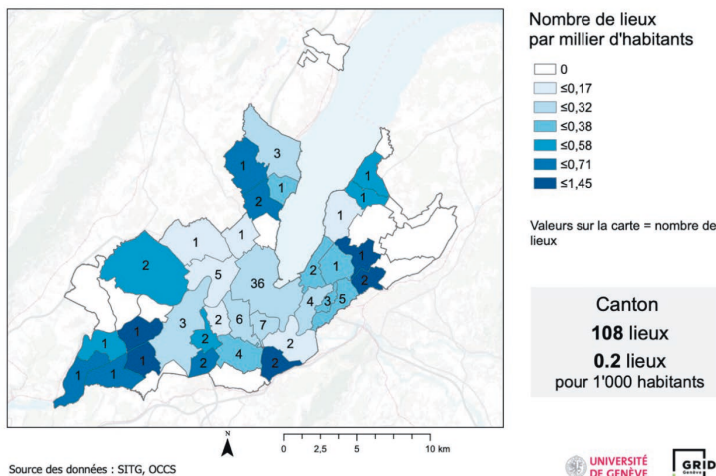 Nombre de lieux
par millier d'habitants
0
≤0,17
≤0,32
≤0,38
≤0,58
≤0,71
≤1,45
Valeurs sur la carte = nombre de
lieux
3
1
1
2
1
1
1
1
1
2
5
36
2
1
1
2
4
3
5
3
2
6
7
2
1
1
2
4
2
2
1
1
1
Canton
108 lieux
0.2 lieux
pour 1'000 habitants
N
0 2,5 5 10 km
Source des données : SITG, OCCS
UNIVERSITÉ
DE GENÈVE
GRID
Genève